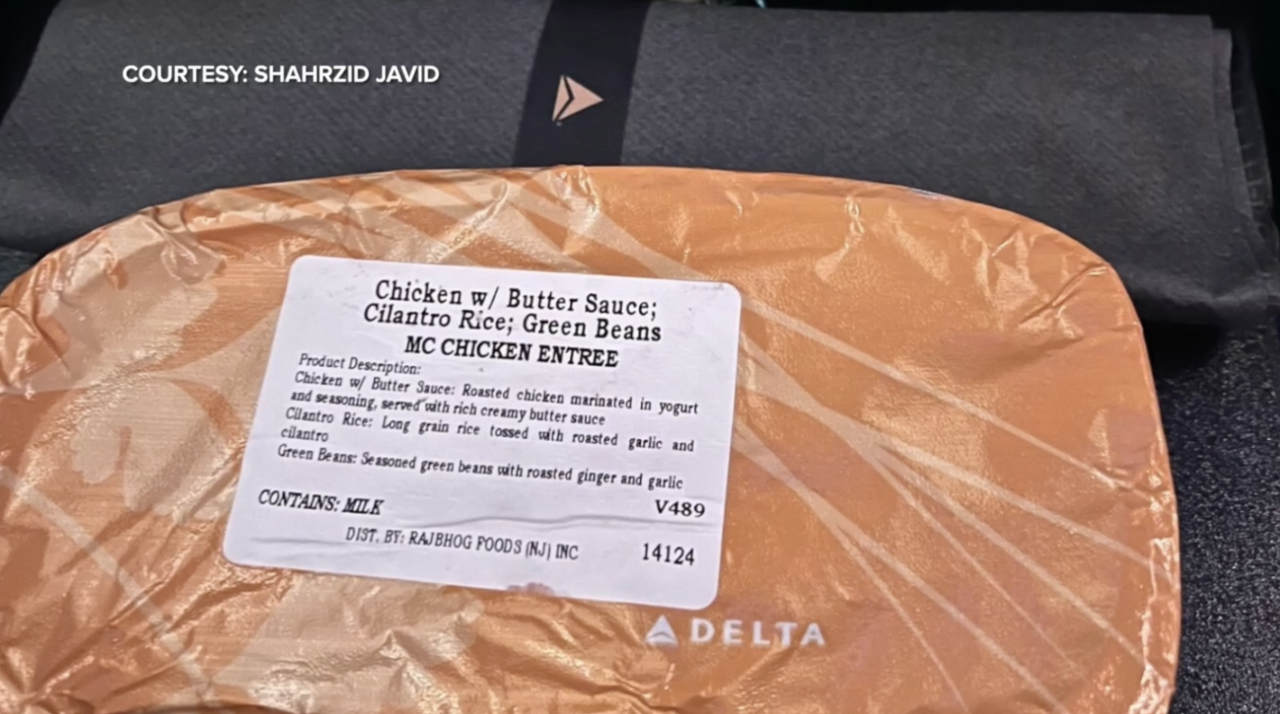 COURTESY: SHAHRZID JAVID
Chicken w/ Butter Sauce;
Cilantro Rice; Green Beans
MC CHICKEN ENTREE
Product Description:
Chicken w/ Butter Sauce: Roasted chicken marinated in yogurt
and seasoning, served with rich creamy butter sauce
Cilantro Rice: Long grain rice tossed with roasted garlic and
cilantro
Green Beans: Seasoned green beans with roasted ginger and garlic
CONTAINS: MILK V489
DIST. BY: RAJBHOG FOODS (NJ) INC 14124
DELTA